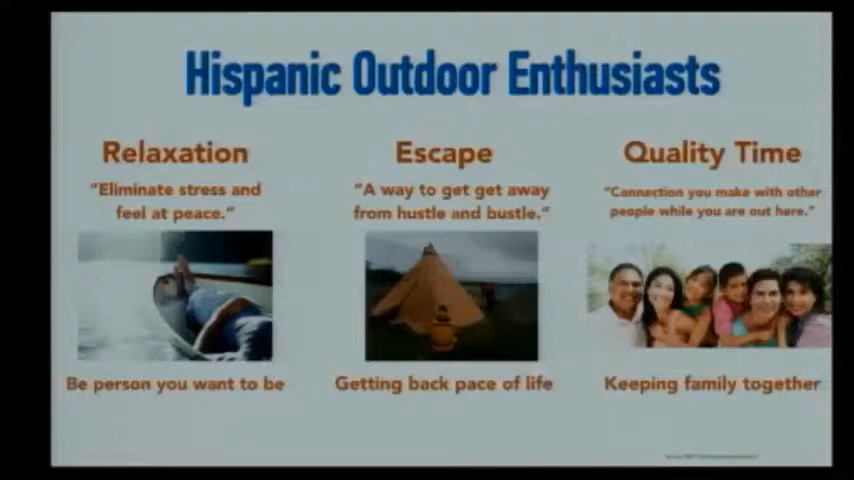 Hispanic Outdoor Enthusiasts
Relaxation
"Eliminate stress and
feel at peace."
Be person you want to be
Escape
"A way to get get away
from hustle and bustle."
Getting back pace of life
Quality Time
"Connection you make with other
people while you are out here."
Keeping family together